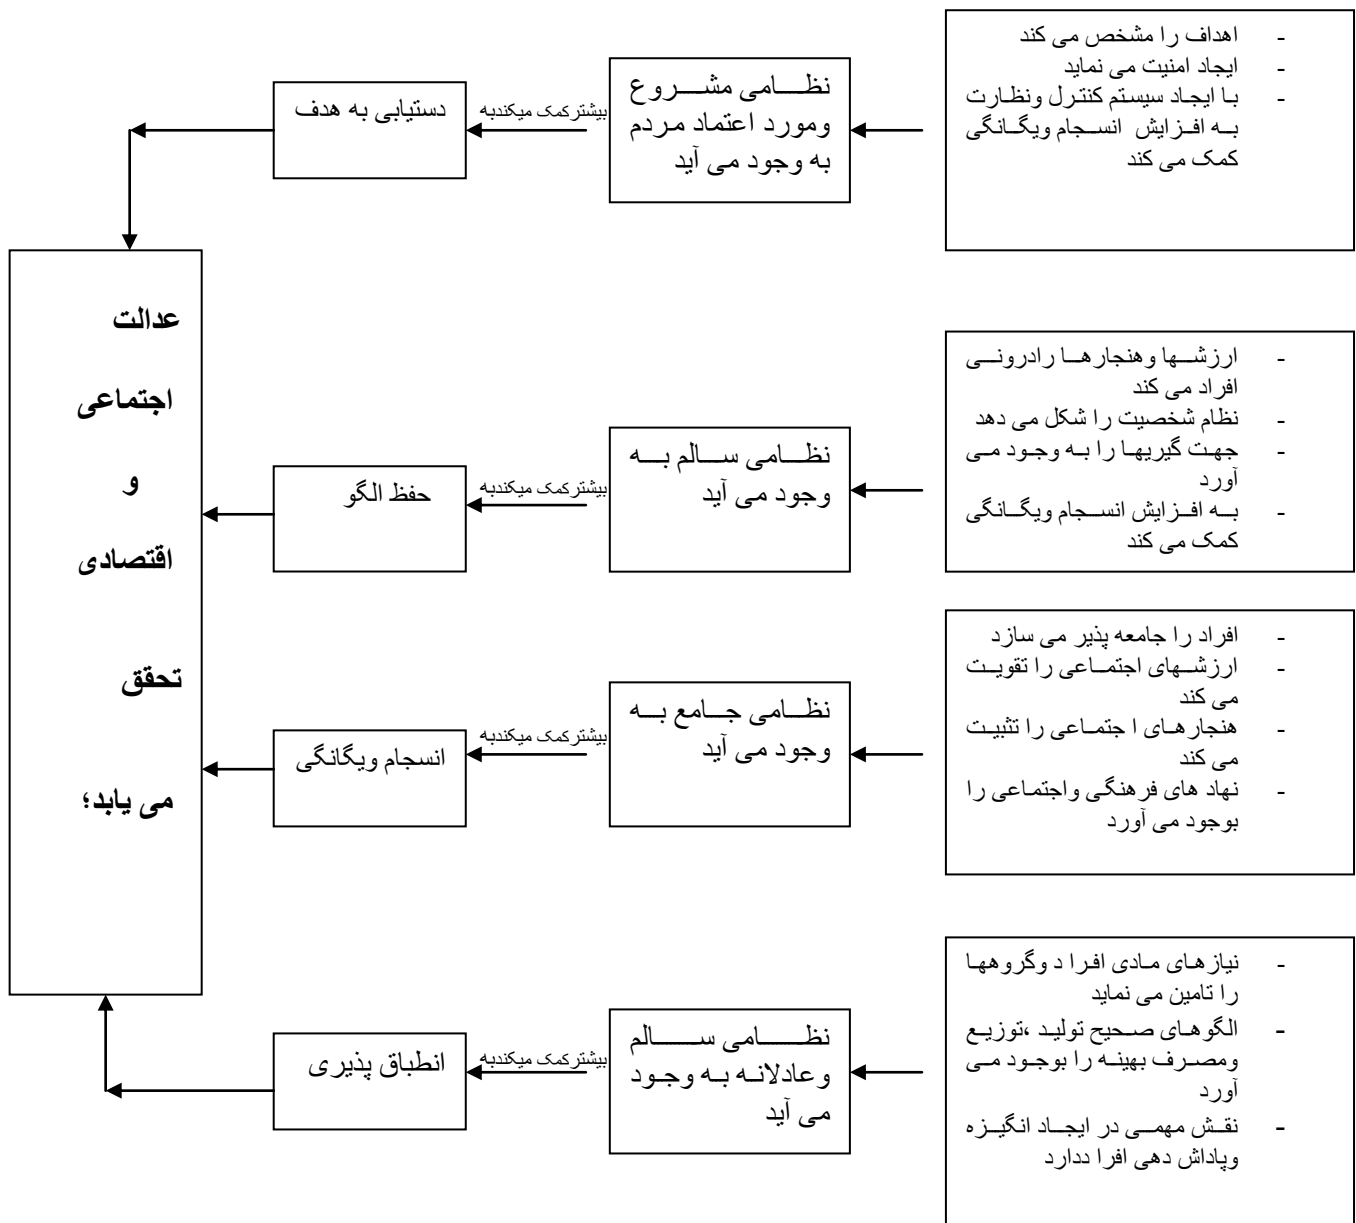 - اهداف را مشخص می کند
- ایجاد امنیت می نماید
- با ایجاد سیستم کنترل ونظارت
به افزایش انسجام ویگانگی
کمک می کند
نظامی مشروع
ومورد اعتماد مردم
به وجود می آید
بیشترکمک میکندبه
دستیابی به هدف
- ارزشها وهنجارها رادرونی
افراد می کند
- نظام شخصیت را شکل می دهد
- جهت گیریها را به وجود می
آورد
- به افزایش انسجام ویگانگی
کمک می کند
نظامی سالم به
وجود می آید
بیشترکمک میکندبه
حفظ الگو
- افراد را جامعه پذیر می سازد
- ارزشهای اجتماعی را تقویت
می کند
- هنجارهای ا جتماعی را تثبیت
می کند
- نهاد های فرهنگی واجتماعی را
بوجود می آورد
نظامی جامع به
وجود می آید
بیشترکمک میکندبه
انسجام ویگانگی
- نیازهای مادی افرا د وگروهها
را تامین می نماید
- الگوهای صحیح تولید ،توزیع
ومصرف بهینه را بوجود می
آورد
- نقش مهمی در ایجاد انگیزه
وپاداش دهی افرا ددارد
نظامی سالم
وعادلانه به وجود
می آید
بیشترکمک میکندبه
انطباق پذیری
عدالت
اجتماعی
و
اقتصادی
تحقق
می یابد؛